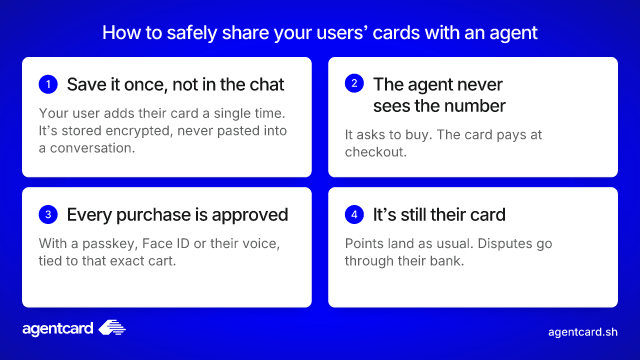 How to safely share your users’ cards with an agent
1 Save it once, not in the chat
Your user adds their card a single time.
It’s stored encrypted, never pasted into
a conversation.
2 The agent never
sees the number
It asks to buy. The card pays at
checkout.
3 Every purchase is approved
With a passkey, Face ID or their voice,
tied to that exact cart.
4 It’s still their card
Points land as usual. Disputes go
through their bank.
agentcard
agentcard.sh